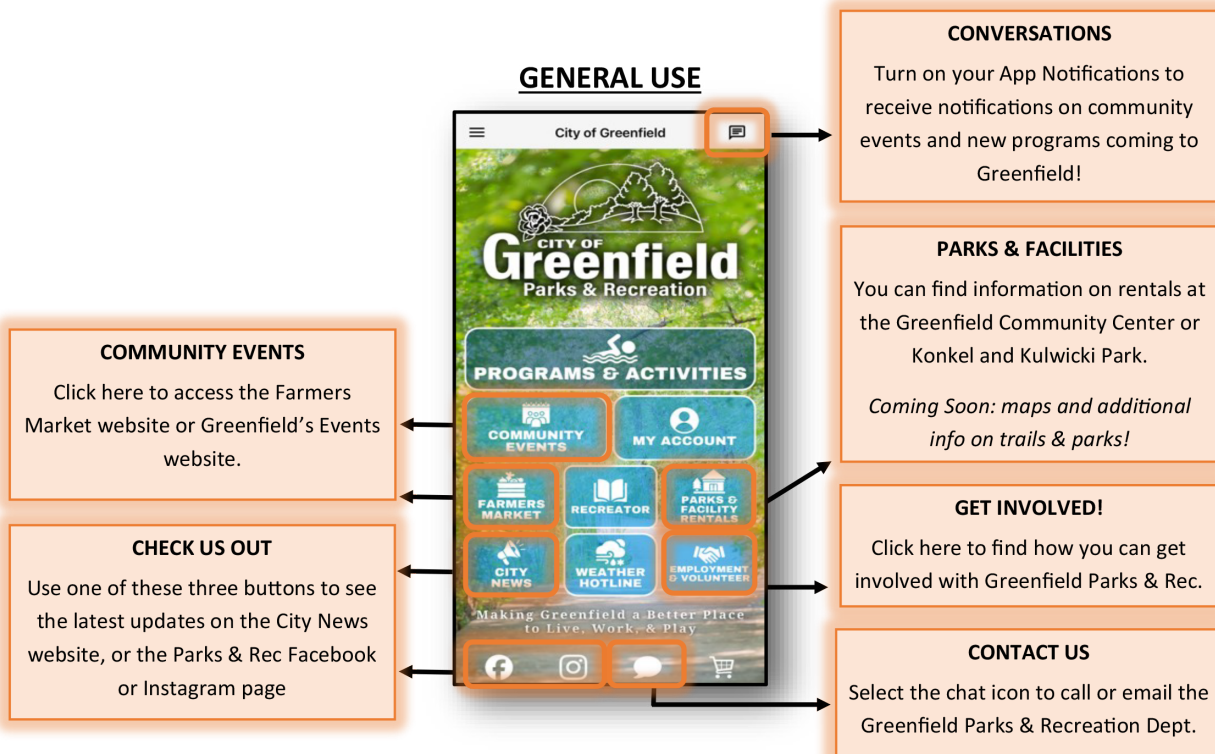 GENERAL USE
COMMUNITY EVENTS
Click here to access the Farmers
Market website or Greenfield's Events
website.
CHECK US OUT
Use one of these three buttons to see
the latest updates on the City News
website, or the Parks & Rec Facebook
or Instagram page
City of Greenfield
CITY OF
Greenfield
Parks & Recreation
PROGRAMS & ACTIVITIES
COMMUNITY
EVENTS
MY ACCOUNT
FARMERS
MARKET
RECREATOR
PARKS &
FACILITY
RENTALS
CITY
NEWS
WEATHER
HOTLINE
EMPLOYMENT
& VOLUNTEER
Making Greenfield a Better Place
to Live, Work, & Play
CONVERSATIONS
Turn on your App Notifications to
receive notifications on community
events and new programs coming to
Greenfield!
PARKS & FACILITIES
You can find information on rentals at
the Greenfield Community Center or
Konkel and Kulwicki Park.
Coming Soon: maps and additional
info on trails & parks!
GET INVOLVED!
Click here to find how you can get
involved with Greenfield Parks & Rec.
CONTACT US
Select the chat icon to call or email the
Greenfield Parks & Recreation Dept.